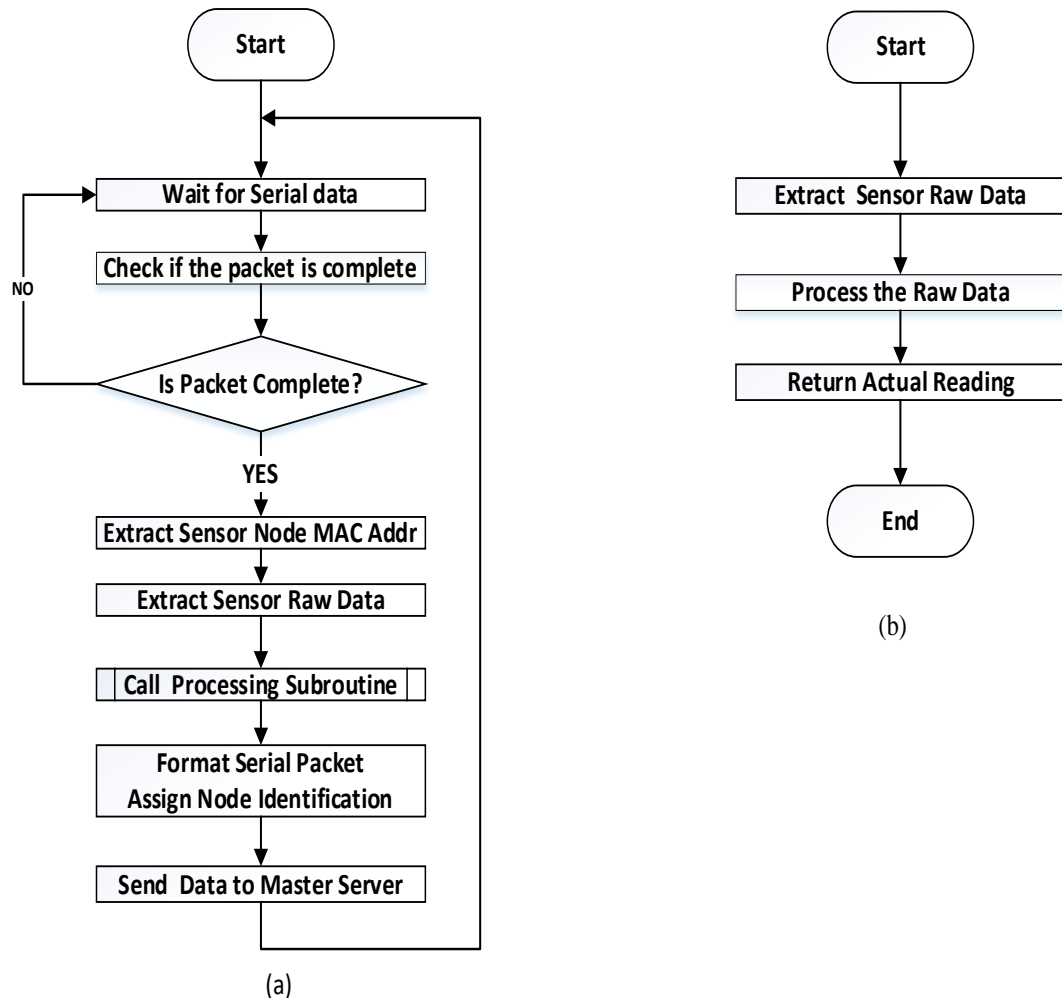 Start
Wait for Serial data
Check if the packet is complete
NO
Is Packet Complete?
YES
Extract Sensor Node MAC Addr
Extract Sensor Raw Data
Call Processing Subroutine
Format Serial Packet
Assign Node Identification
Send Data to Master Server
(a)
Start
Extract Sensor Raw Data
Process the Raw Data
Return Actual Reading
End
(b)